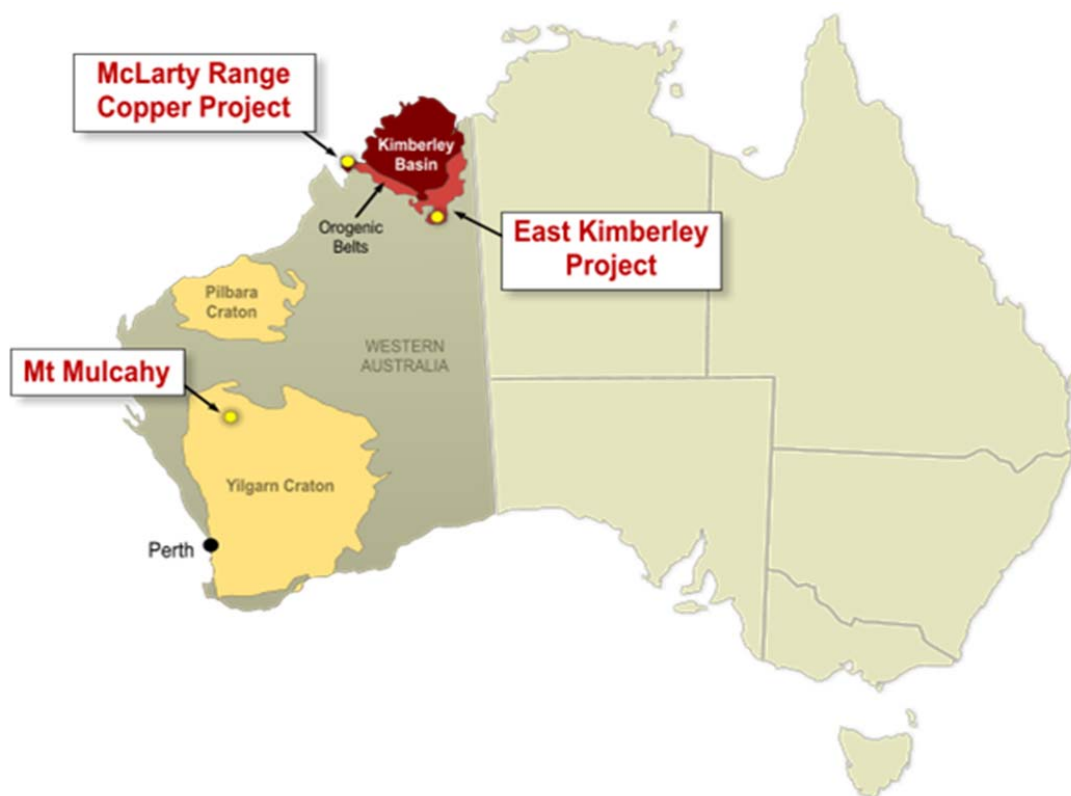 McLarty Range
Copper Project
Kimberley
Basin
Orogenic
Belts
East Kimberley
Project
Pilbara
Craton
WESTERN
AUSTRALIA
Mt Mulcahy
Yilgarn Craton
Perth